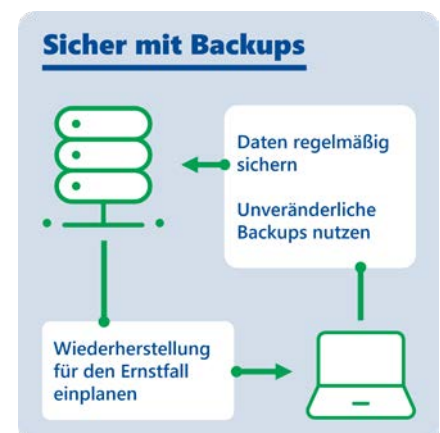 Sicher mit Backups
Daten regelmäßig
sichern
Unveränderliche
Backups nutzen
Wiederherstellung
für den Ernstfall
einplanen